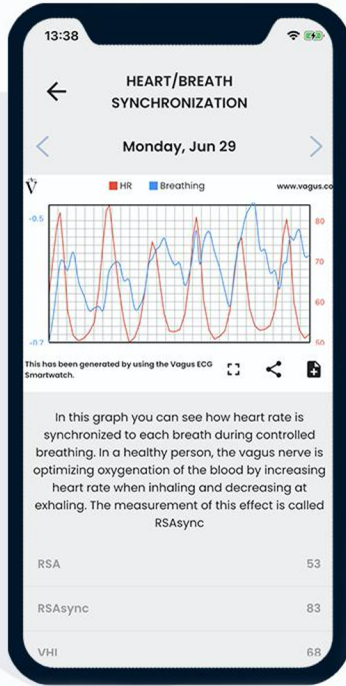 13:38
HEART/BREATH
SYNCHRONIZATION
Monday, Jun 29
V HR Breathing www.vagus.co
-0.5 80
70
60
-0.7 50
This has been generated by using the Vagus ECG
Smartwatch.
In this graph you can see how heart rate is
synchronized to each breath during controlled
breathing. In a healthy person, the vagus nerve is
optimizing oxygenation of the blood by increasing
heart rate when inhaling and decreasing at
exhaling. The measurement of this effect is called
RSAsync
RSA 53
RSAsync 83
VHI 68